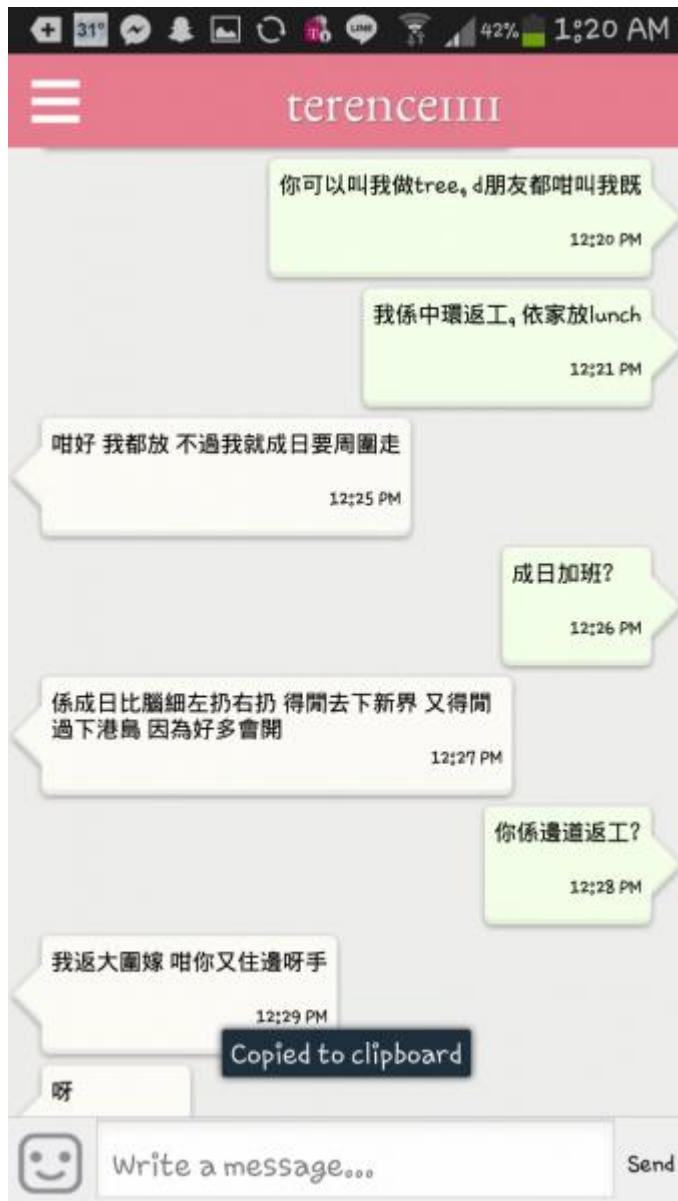 31°
LINE
42%
1:20 AM
terenceIIII
你可以叫我做tree, d朋友都咁叫我既
12:20 PM
我係中環返工, 依家放lunch
12:21 PM
咁好 我都放 不過我就成日要周圍走
12:25 PM
成日加班?
12:26 PM
係成日比腦細左扔右扔 得閒去下新界 又得閒
過下港島 因為好多會開
12:27 PM
你係邊道返工?
12:28 PM
我返大圍嫁 咁你又住邊呀手
12:29 PM
Copied to clipboard
呀
Write a message...
Send